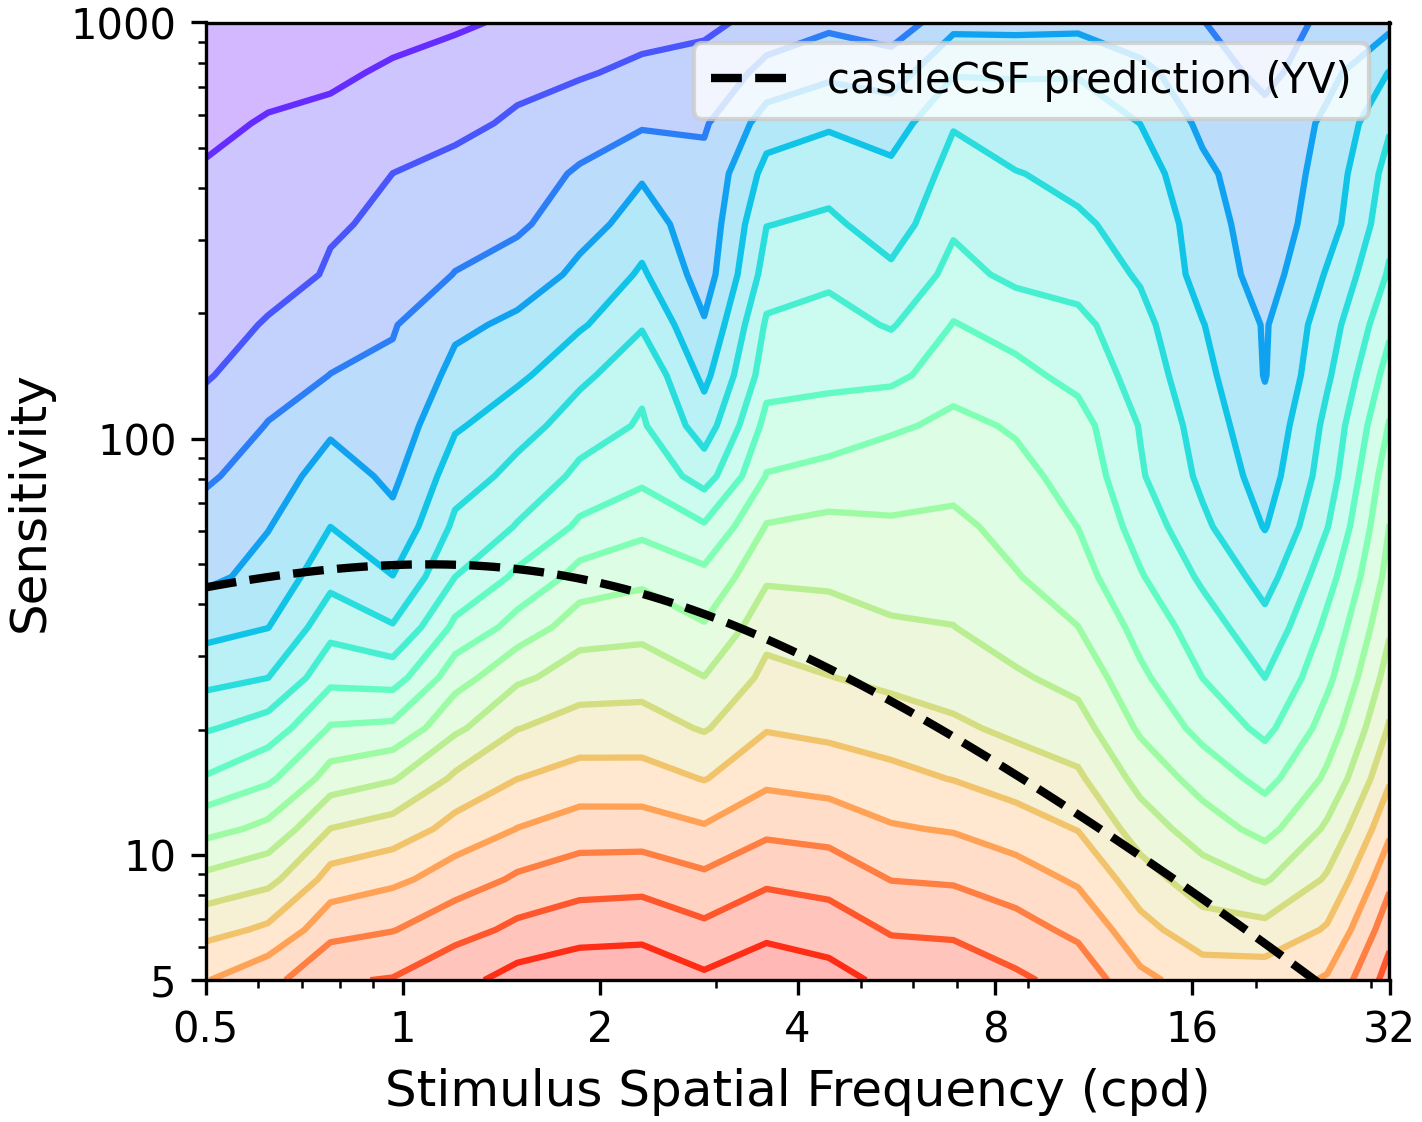 1000
castleCSF prediction (YV)
100
Sensitivity
10
5
0.5 1 2 4 8 16 32
Stimulus Spatial Frequency (cpd)